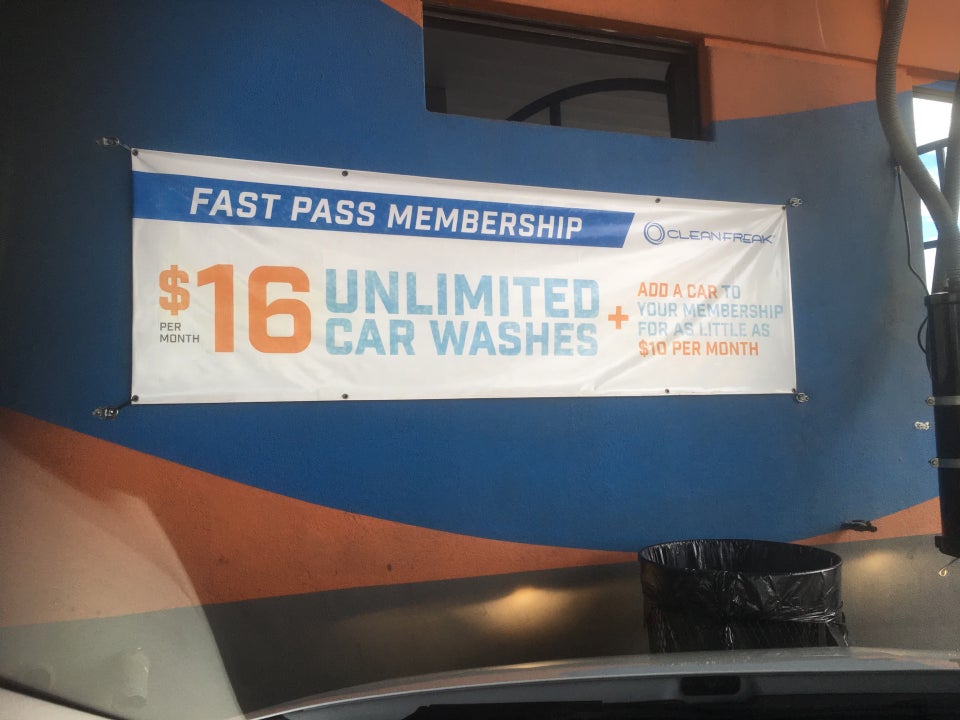 FAST PASS MEMBERSHIP
CLEANFREAK
$16
PER
MONTH
UNLIMITED
CAR WASHES
+
ADD A CAR TO
YOUR MEMBERSHIP
FOR AS LITTLE AS
$10 PER MONTH